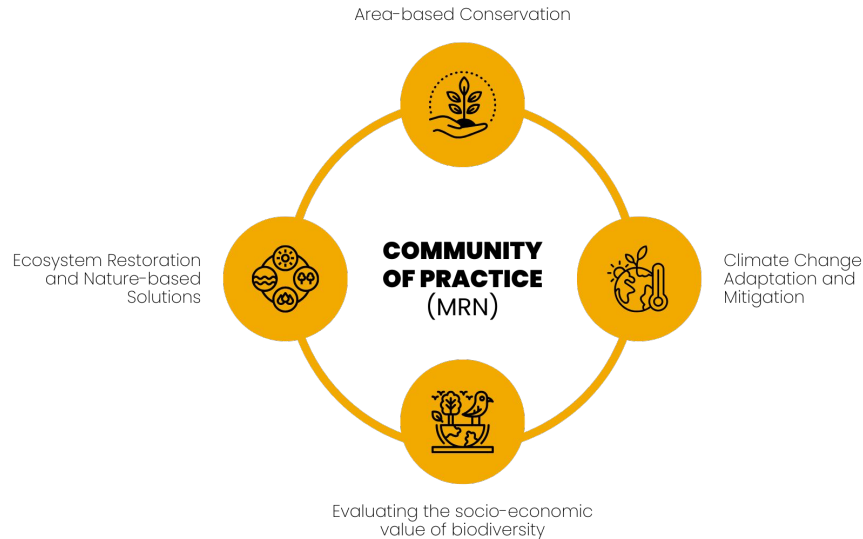 Area-based Conservation
Ecosystem Restoration
and Nature-based
Solutions
COMMUNITY
OF PRACTICE
(MRN)
Climate Change
Adaptation and
Mitigation
Evaluating the socio-economic
value of biodiversity